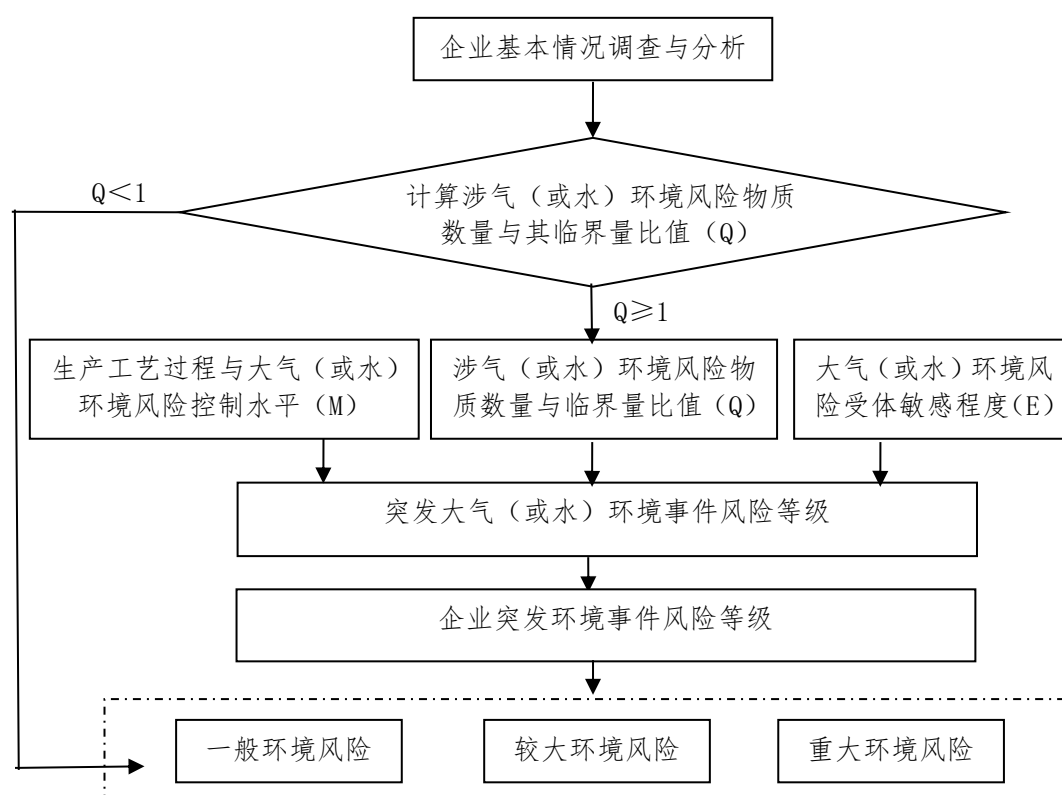 企业基本情况调查与分析
Q＜1
计算涉气（或水）环境风险物质
数量与其临界量比值（Q）
Q≥1
生产工艺过程与大气（或水）
环境风险控制水平（M）
涉气（或水）环境风险物
质数量与临界量比值（Q）
大气（或水）环境风
险受体敏感程度(E)
突发大气（或水）环境事件风险等级
企业突发环境事件风险等级
一般环境风险
较大环境风险
重大环境风险